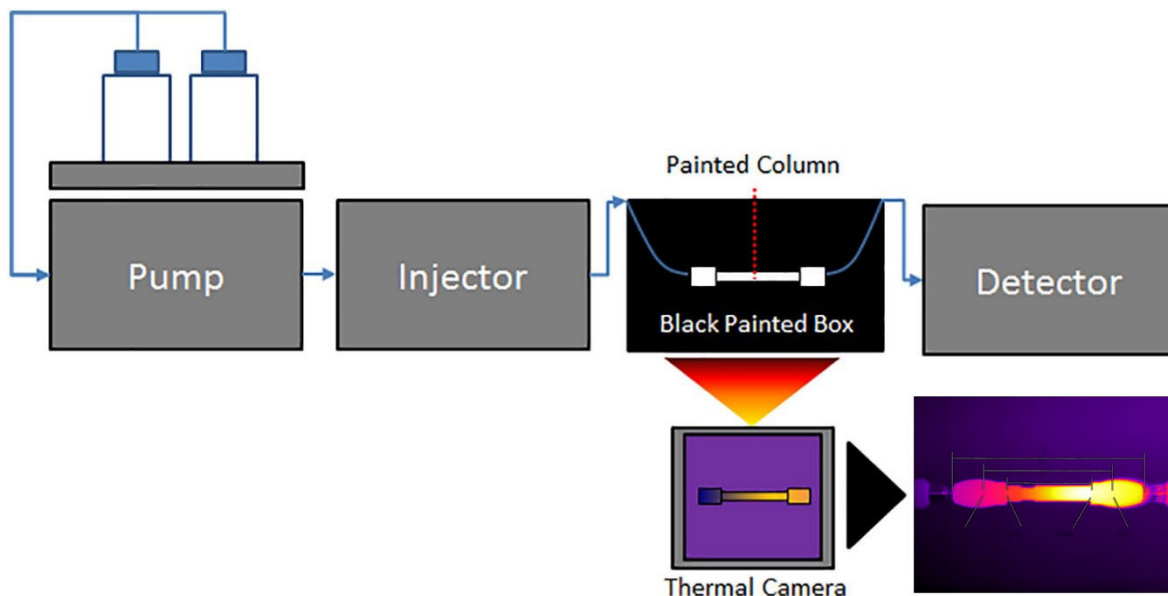 Painted Column
Pump
Injector
Black Painted Box
Detector
Thermal Camera